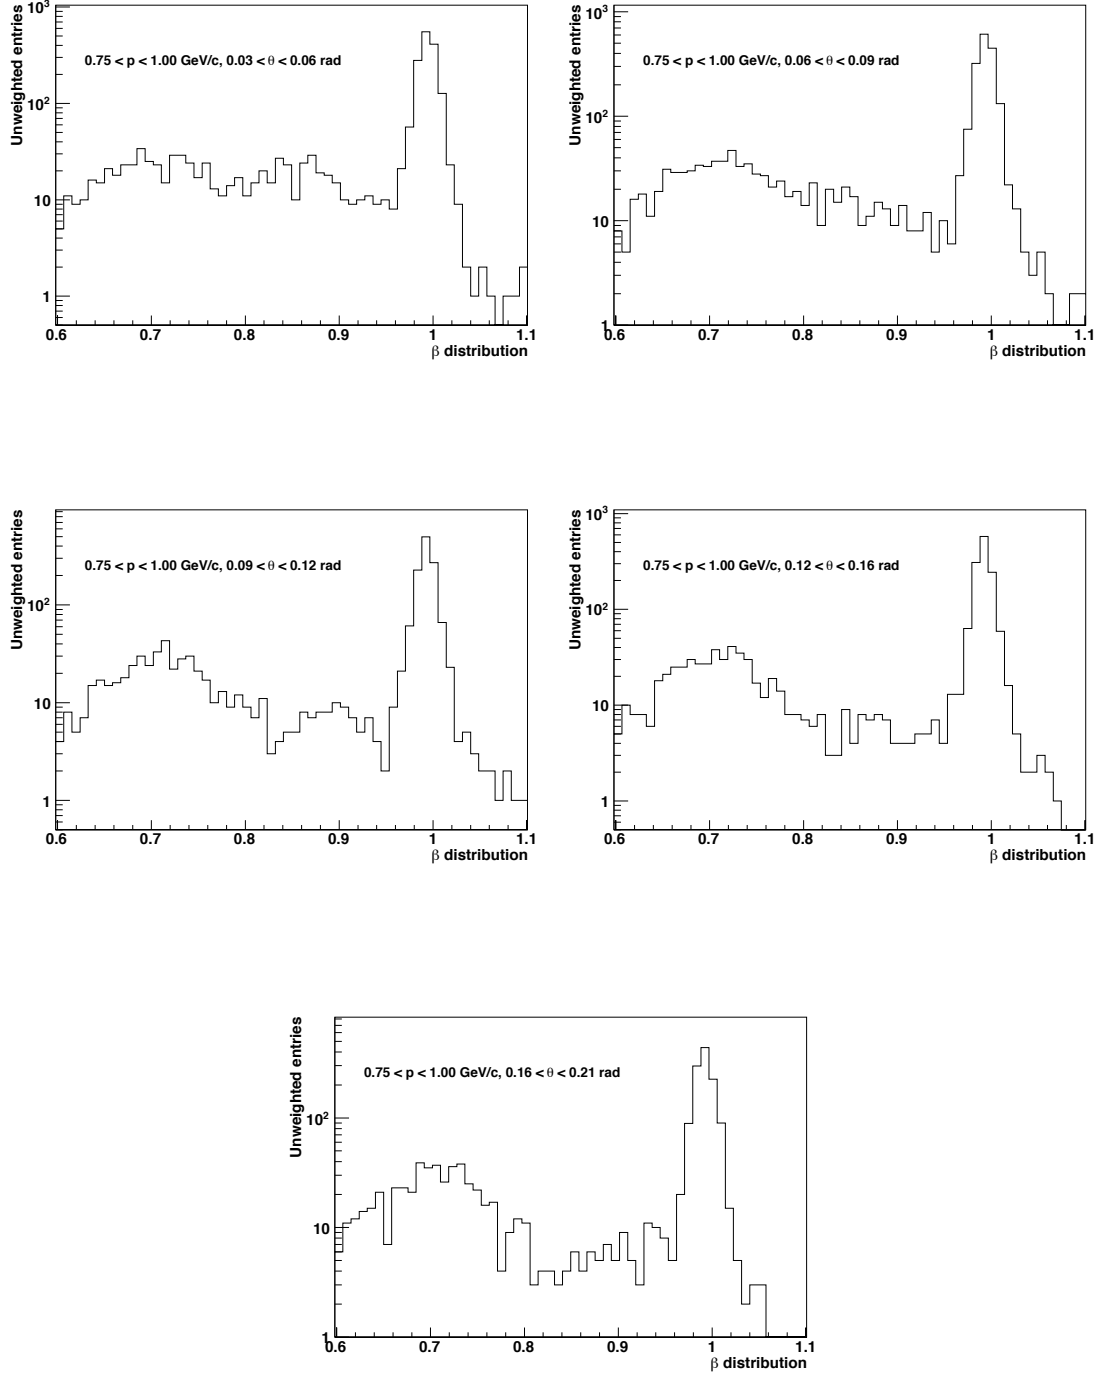 Unweighted entries
10³
10²
10
1
0.75 < p < 1.00 GeV/c, 0.03 < θ < 0.06 rad
0.6 0.7 0.8 0.9 1 1.1
β distribution
Unweighted entries
10³
10²
10
1
0.75 < p < 1.00 GeV/c, 0.06 < θ < 0.09 rad
0.6 0.7 0.8 0.9 1 1.1
β distribution
Unweighted entries
10²
10
1
0.75 < p < 1.00 GeV/c, 0.09 < θ < 0.12 rad
0.6 0.7 0.8 0.9 1 1.1
β distribution
Unweighted entries
10³
10²
10
1
0.75 < p < 1.00 GeV/c, 0.12 < θ < 0.16 rad
0.6 0.7 0.8 0.9 1 1.1
β distribution
Unweighted entries
10²
10
1
0.75 < p < 1.00 GeV/c, 0.16 < θ < 0.21 rad
0.6 0.7 0.8 0.9 1 1.1
β distribution